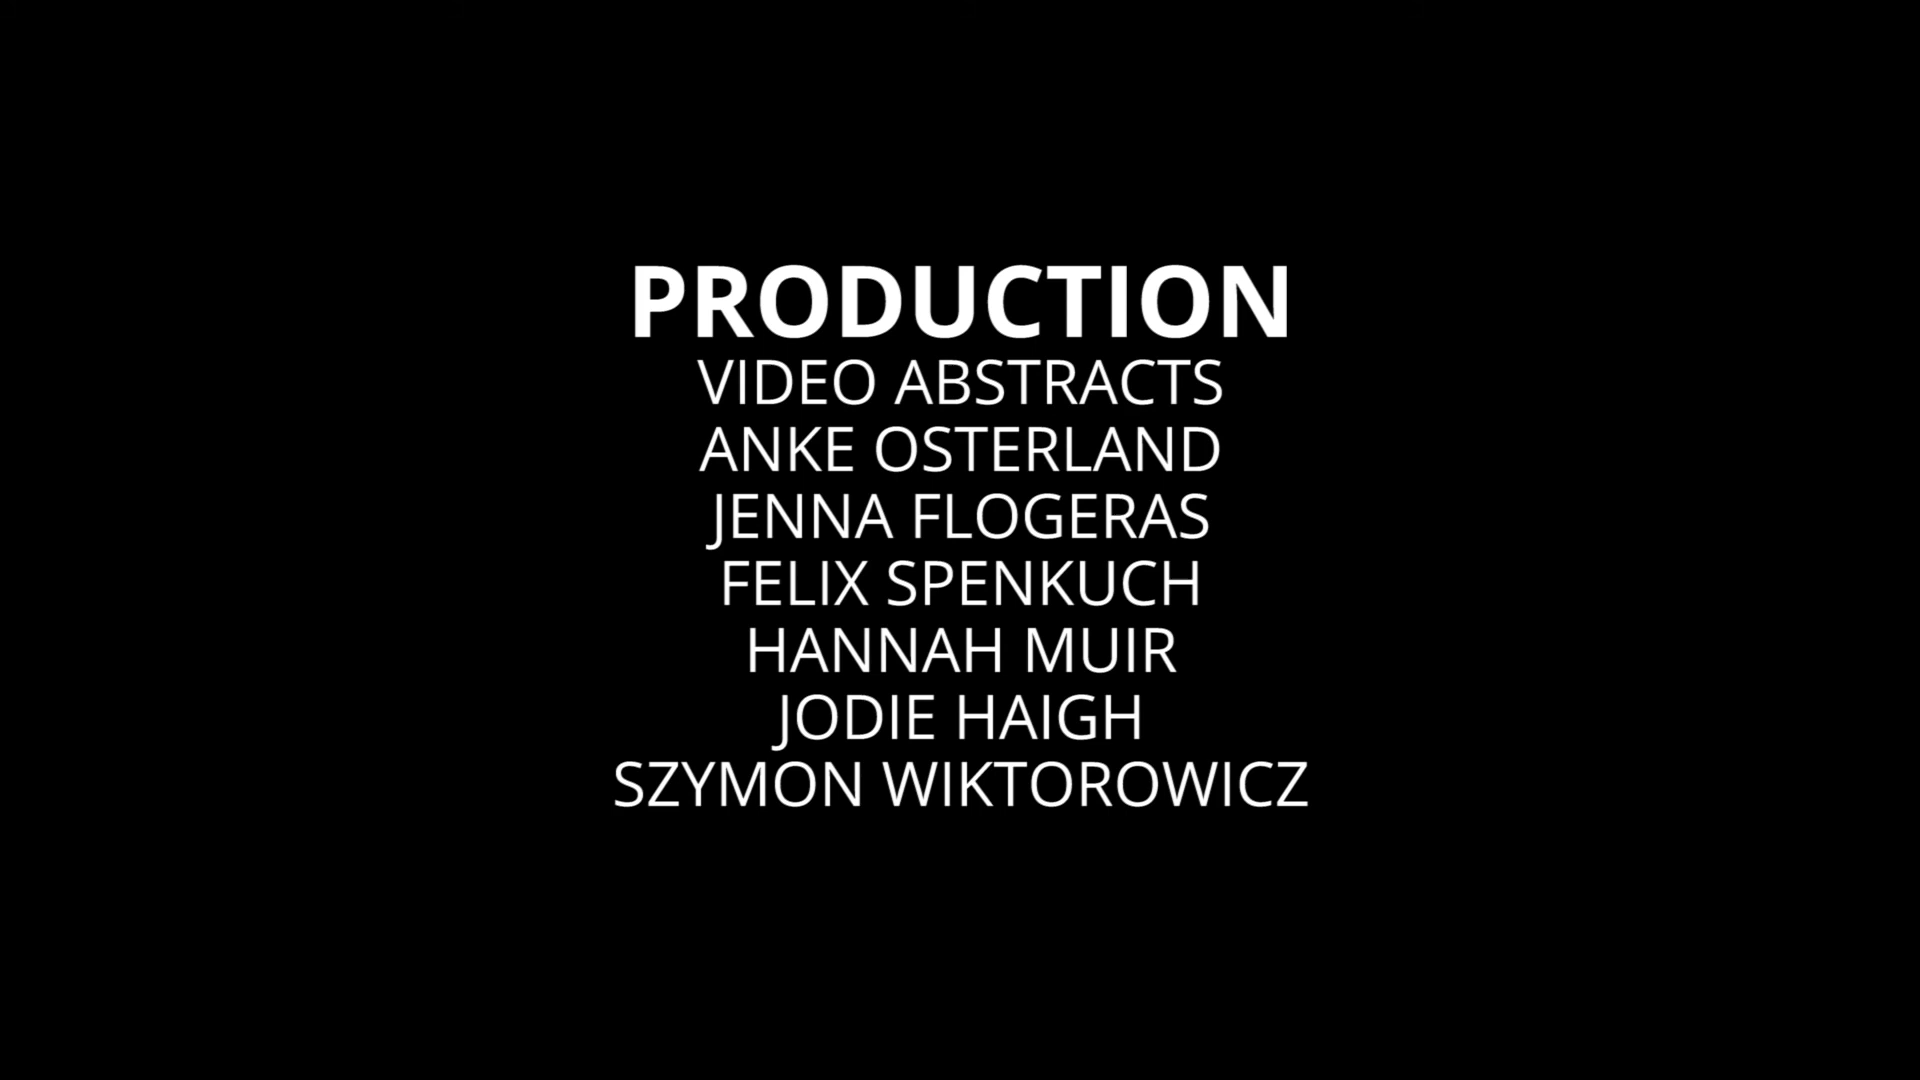 PRODUCTION
VIDEO ABSTRACTS
ANKE OSTERLAND
JENNA FLOGERAS
FELIX SPENKUCH
HANNAH MUIR
JODIE HAIGH
SZYMON WIKTOROWICZ